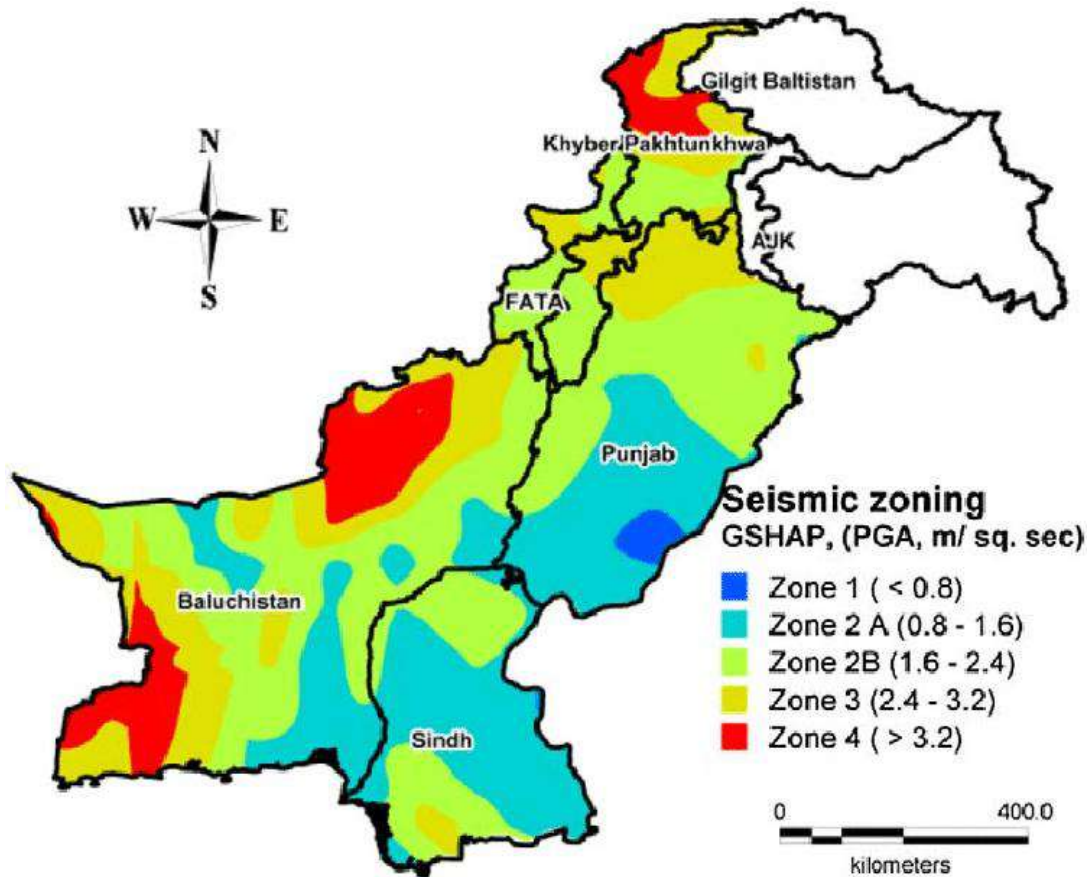 Gilgit Baltistan
Khyber Pakhtunkhwa
N
W E
S
AJK
FATA
Punjab
Baluchistan
Sindh
Seismic zoning
GSHAP, (PGA, m/ sq. sec)
Zone 1 ( < 0.8)
Zone 2 A (0.8 - 1.6)
Zone 2B (1.6 - 2.4)
Zone 3 (2.4 - 3.2)
Zone 4 ( > 3.2)
0 400.0
kilometers